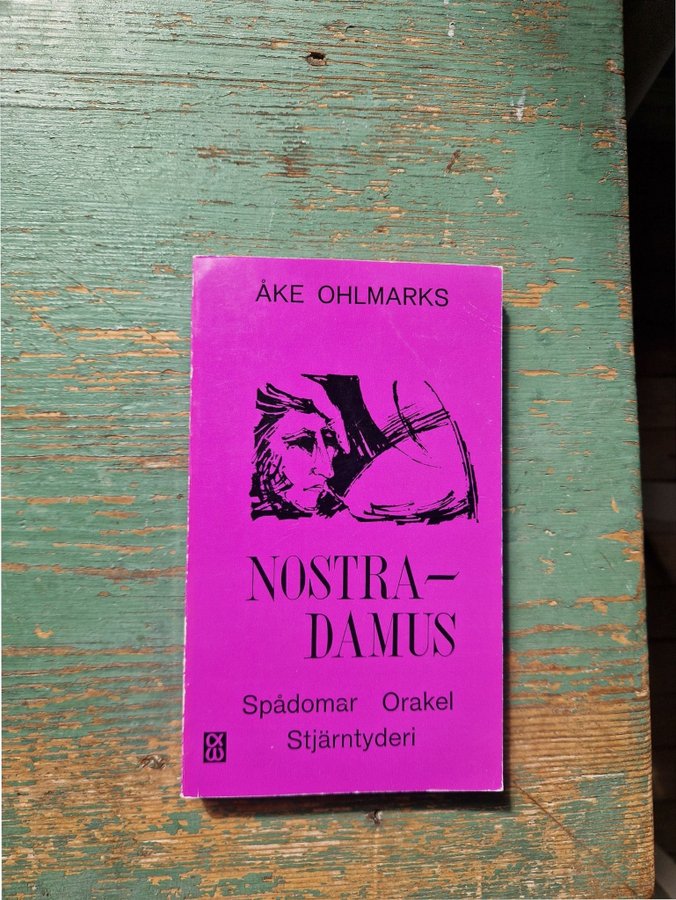 ÅKE OHLMARKS
NOSTRA–
DAMUS
Spådomar Orakel
Stjärntyderi